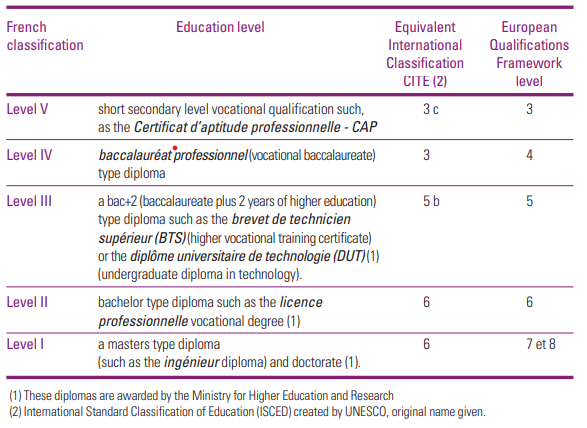 French classification
Education level
Equivalent International Classification CITE (2)
European Qualifications Framework level
Level V
short secondary level vocational qualification such,
as the Certificat d'aptitude professionnelle - CAP
3 c
3
Level IV
baccalauréat professionnel (vocational baccalaureate)
type diploma
3
4
Level III
a bac+2 (baccalaureate plus 2 years of higher education)
type diploma such as the brevet de technicien
supérieur (BTS) (higher vocational training certificate)
or the diplôme universitaire de technologie (DUT) (1)
(undergraduate diploma in technology).
5 b
5
Level II
bachelor type diploma such as the licence
professionnelle vocational degree (1)
6
6
Level I
a masters type diploma
(such as the ingénieur diploma) and doctorate (1).
6
7 et 8
(1) These diplomas are awarded by the Ministry for Higher Education and Research
(2) International Standard Classification of Education (ISCED) created by UNESCO, original name given.